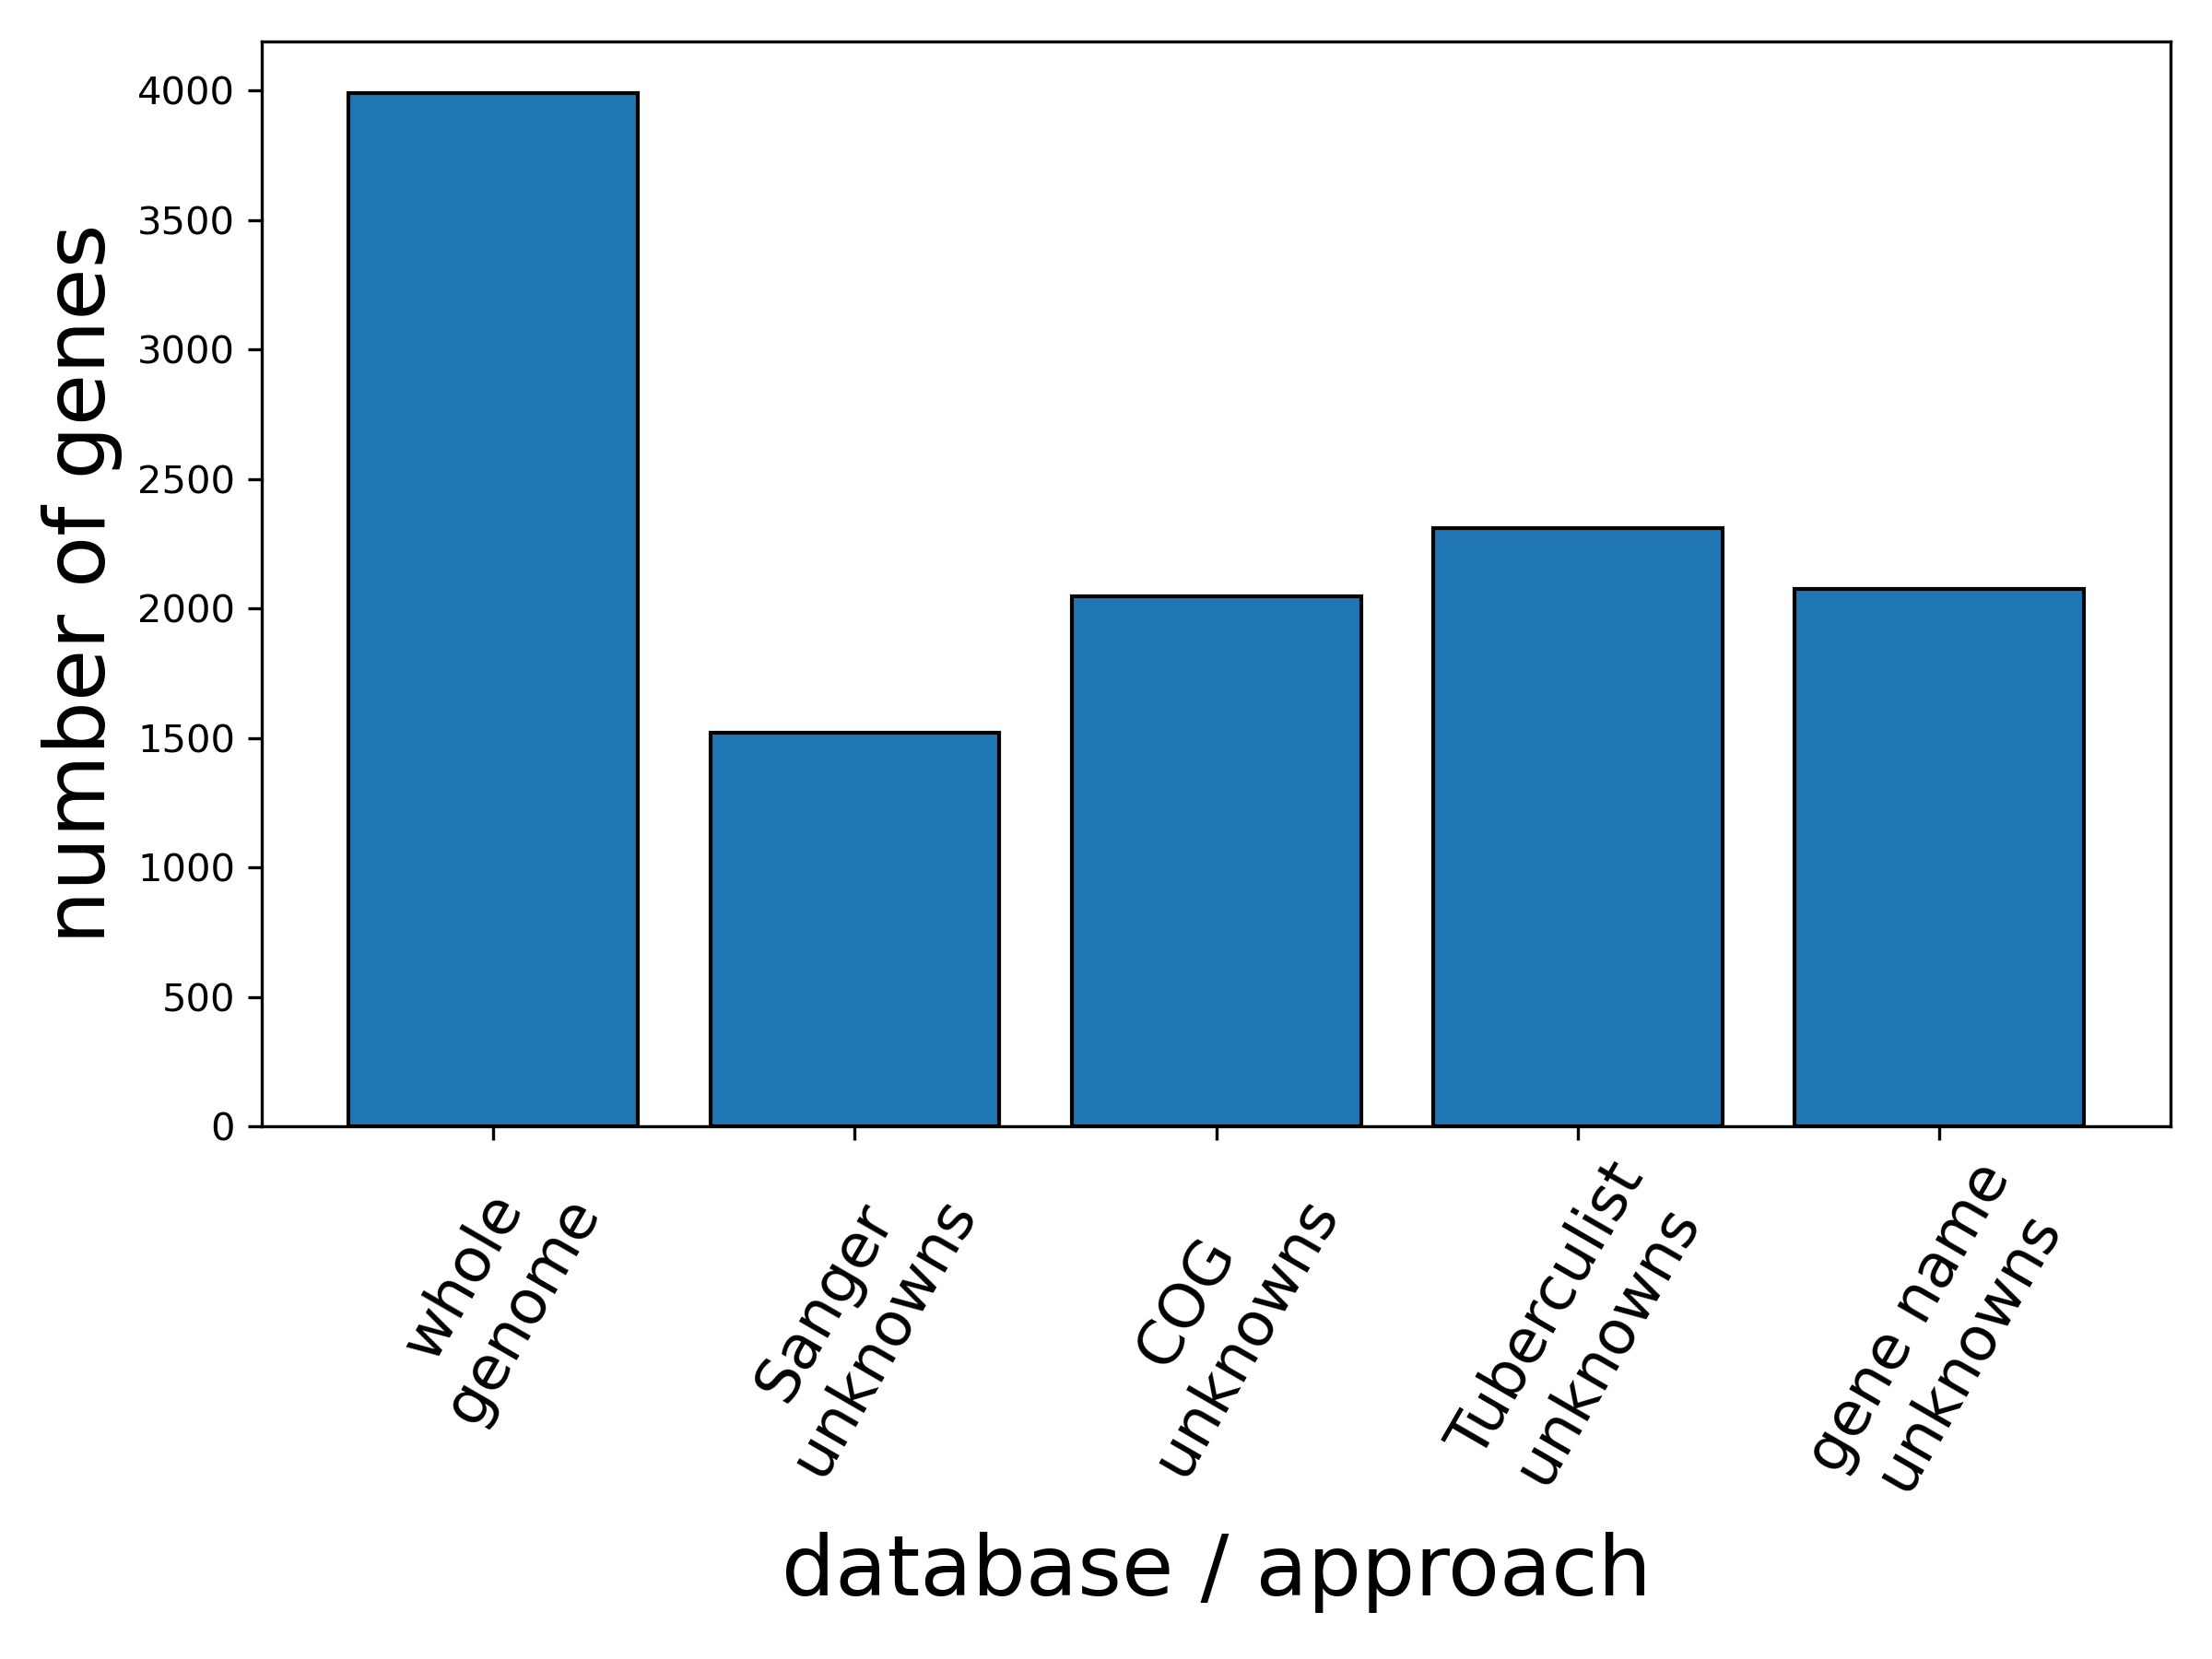 number of genes
4000
3500
3000
2500
2000
1500
1000
500
0
whole
genome
Sanger
unknowns
COG
unknowns
Tuberculist
unknowns
gene name
unknowns
database / approach